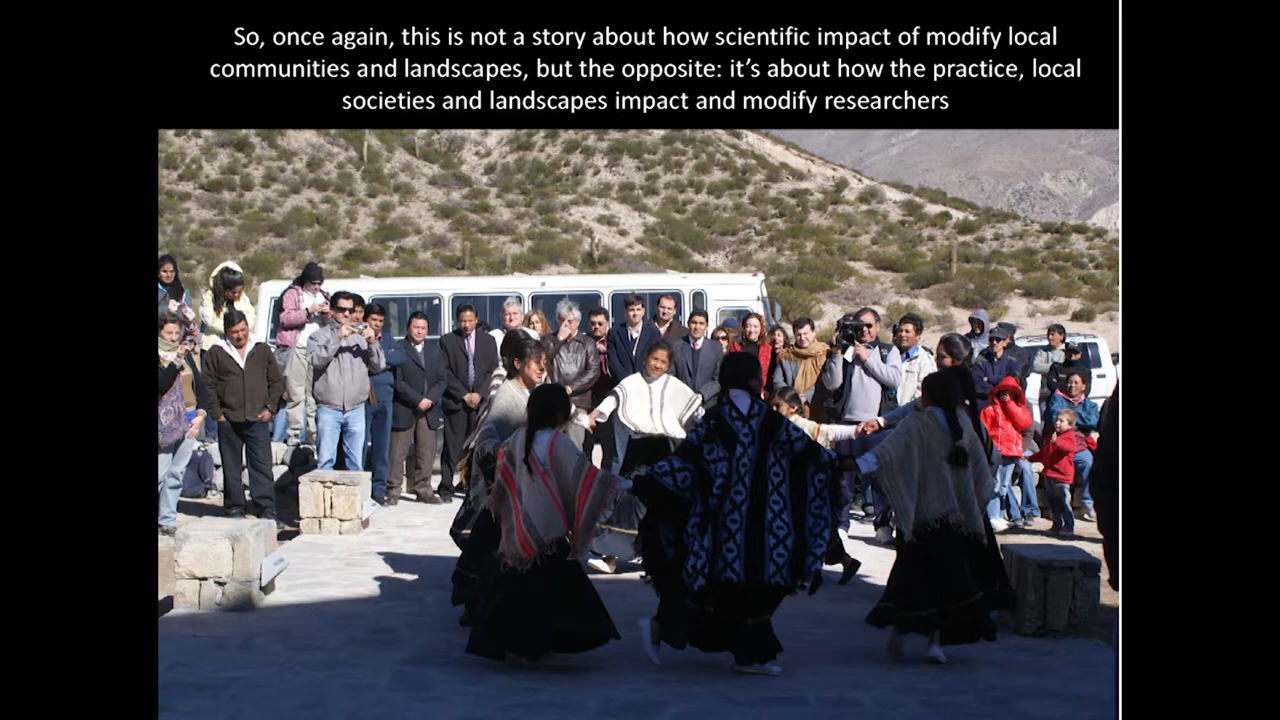 So, once again, this is not a story about how scientific impact of modify local
communities and landscapes, but the opposite: it’s about how the practice, local
societies and landscapes impact and modify researchers